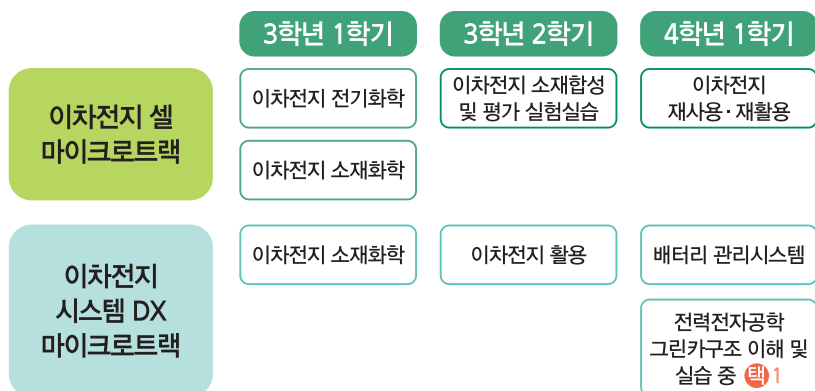 3학년 1학기
3학년 2학기
4학년 1학기
이차전지 셀
마이크로트랙
이차전지 전기화학
이차전지 소재합성
및 평가 실험실습
이차전지
재사용·재활용
이차전지 소재화학
이차전지
시스템 DX
마이크로트랙
이차전지 소재화학
이차전지 활용
배터리 관리시스템
전력전자공학
그린카구조 이해 및
실습 중 택 1